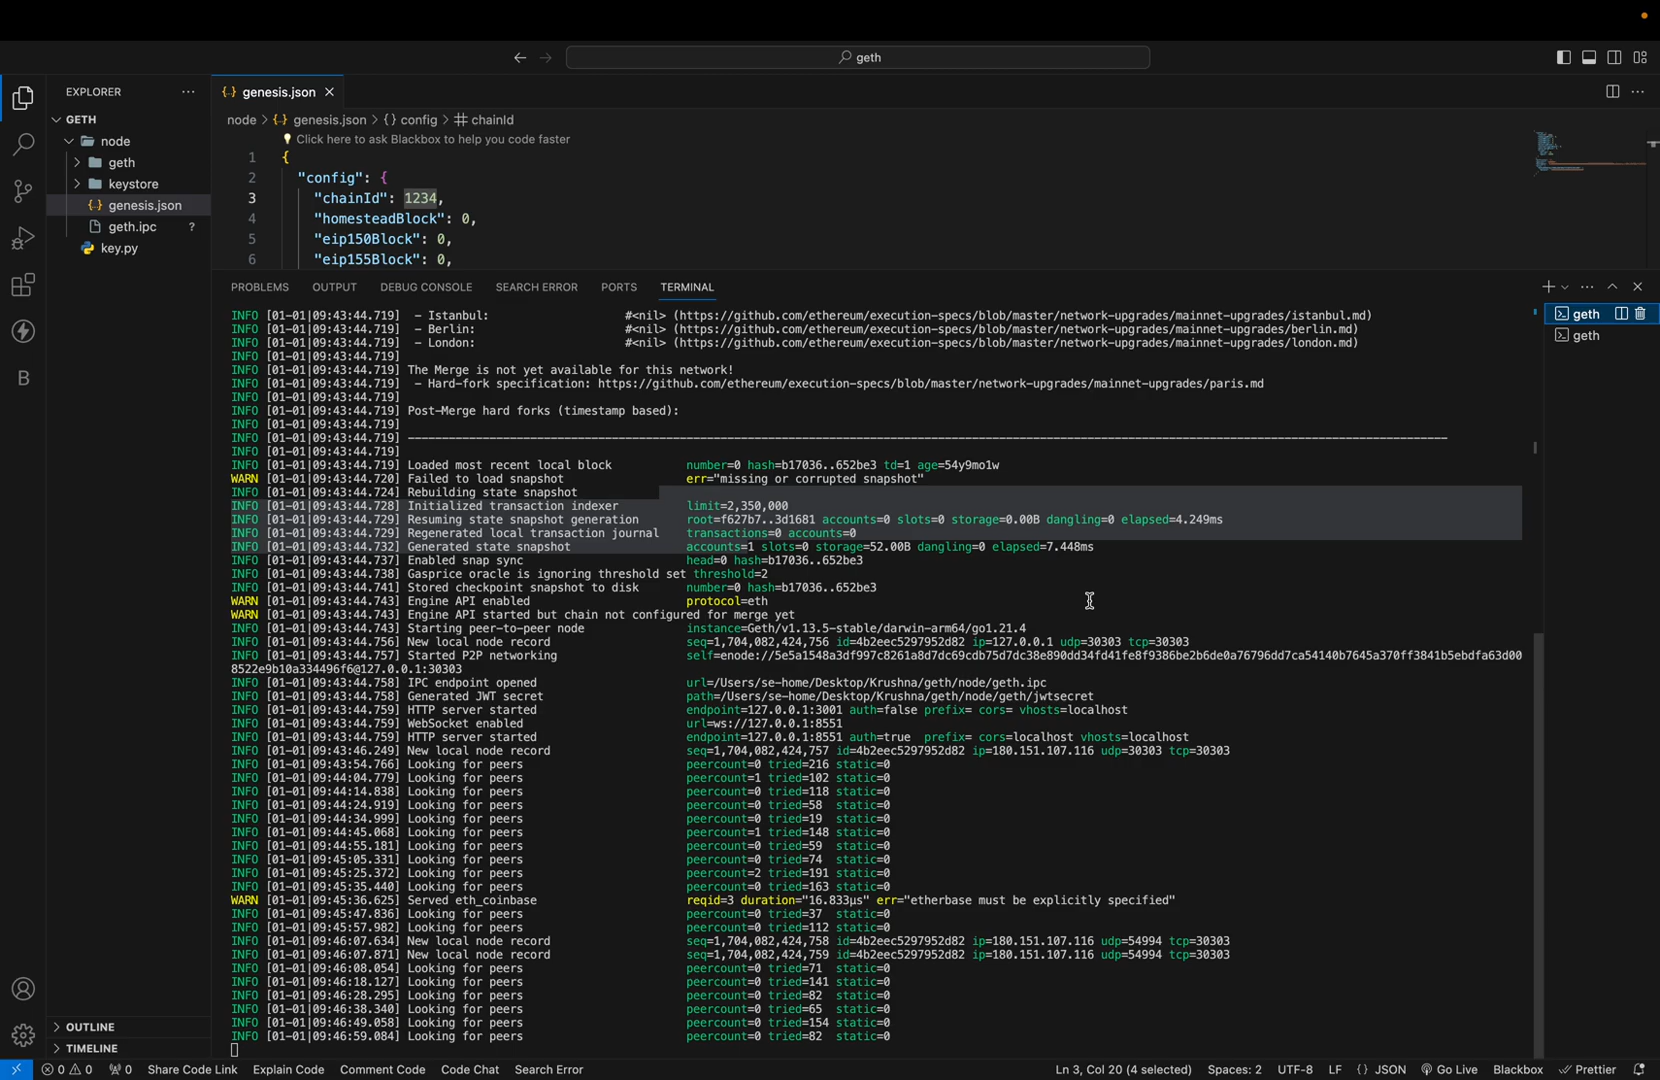 geth
EXPLORER
GETH
node
geth
keystore
genesis.json
geth.ipc ?
key.py
OUTLINE
TIMELINE
genesis.json
node > genesis.json > config > chainId
Click here to ask Blackbox to help you code faster
1 {
2 "config": {
3 "chainId": 1234,
4 "homesteadBlock": 0,
5 "eip150Block": 0,
6 "eip155Block": 0,
PROBLEMS OUTPUT DEBUG CONSOLE SEARCH ERROR PORTS TERMINAL
geth
geth
INFO [01-01|09:43:44.719] - Istanbul: #<nil> (https://github.com/ethereum/execution-specs/blob/master/network-upgrades/mainnet-upgrades/istanbul.md)
INFO [01-01|09:43:44.719] - Berlin: #<nil> (https://github.com/ethereum/execution-specs/blob/master/network-upgrades/mainnet-upgrades/berlin.md)
INFO [01-01|09:43:44.719] - London: #<nil> (https://github.com/ethereum/execution-specs/blob/master/network-upgrades/mainnet-upgrades/london.md)
INFO [01-01|09:43:44.719]
INFO [01-01|09:43:44.719] The Merge is not yet available for this network!
INFO [01-01|09:43:44.719] - Hard-fork specification: https://github.com/ethereum/execution-specs/blob/master/network-upgrades/mainnet-upgrades/paris.md
INFO [01-01|09:43:44.719]
INFO [01-01|09:43:44.719] Post-Merge hard forks (timestamp based):
INFO [01-01|09:43:44.719]
INFO [01-01|09:43:44.719] ---------------------------------------------------------------------------------------------------------------------------------------------------------
INFO [01-01|09:43:44.719]
INFO [01-01|09:43:44.719] Loaded most recent local block number=0 hash=b17036..652be3 td=1 age=54y9mo1w
WARN [01-01|09:43:44.720] Failed to load snapshot err="missing or corrupted snapshot"
INFO [01-01|09:43:44.724] Rebuilding state snapshot
INFO [01-01|09:43:44.728] Initialized transaction indexer limit=2,350,000
INFO [01-01|09:43:44.729] Resuming state snapshot generation root=f627b7..3d1681 accounts=0 slots=0 storage=0.00B dangling=0 elapsed=4.249ms
INFO [01-01|09:43:44.729] Regenerated local transaction journal transactions=0 accounts=0
INFO [01-01|09:43:44.732] Generated state snapshot accounts=1 slots=0 storage=52.00B dangling=0 elapsed=7.448ms
INFO [01-01|09:43:44.737] Enabled snap sync head=0 hash=b17036..652be3
INFO [01-01|09:43:44.738] Gasprice oracle is ignoring threshold set threshold=2
INFO [01-01|09:43:44.741] Stored checkpoint snapshot to disk number=0 hash=b17036..652be3
WARN [01-01|09:43:44.743] Engine API enabled protocol=eth
WARN [01-01|09:43:44.743] Engine API started but chain not configured for merge yet
INFO [01-01|09:43:44.743] Starting peer-to-peer node instance=Geth/v1.13.5-stable/darwin-arm64/go1.21.4
INFO [01-01|09:43:44.756] New local node record seq=1,704,082,424,756 id=4b2eec5297952d82 ip=127.0.0.1 udp=30303 tcp=30303
INFO [01-01|09:43:44.757] Started P2P networking self=enode://5e5a1548a3df997c8261a8d7dc69cdb75d7dc38e890dd34fd41fe8f9386be2b6de0a76796dd7ca54140b7645a370ff3841b5ebdfa63d00
8522e9b10a334496f6@127.0.0.1:30303
INFO [01-01|09:43:44.758] IPC endpoint opened url=/Users/se-home/Desktop/Krushna/geth/node/geth.ipc
INFO [01-01|09:43:44.758] Generated JWT secret path=/Users/se-home/Desktop/Krushna/geth/node/geth/jwtsecret
INFO [01-01|09:43:44.759] HTTP server started endpoint=127.0.0.1:3001 auth=false prefix= cors= vhosts=localhost
INFO [01-01|09:43:44.759] WebSocket enabled url=ws://127.0.0.1:8551
INFO [01-01|09:43:44.759] HTTP server started endpoint=127.0.0.1:8551 auth=true prefix= cors=localhost vhosts=localhost
INFO [01-01|09:43:46.249] New local node record seq=1,704,082,424,757 id=4b2eec5297952d82 ip=180.151.107.116 udp=30303 tcp=30303
INFO [01-01|09:43:54.766] Looking for peers peercount=0 tried=216 static=0
INFO [01-01|09:44:04.779] Looking for peers peercount=1 tried=102 static=0
INFO [01-01|09:44:14.838] Looking for peers peercount=0 tried=118 static=0
INFO [01-01|09:44:24.919] Looking for peers peercount=0 tried=58 static=0
INFO [01-01|09:44:34.999] Looking for peers peercount=0 tried=19 static=0
INFO [01-01|09:44:45.068] Looking for peers peercount=1 tried=148 static=0
INFO [01-01|09:44:55.181] Looking for peers peercount=0 tried=59 static=0
INFO [01-01|09:45:05.331] Looking for peers peercount=0 tried=74 static=0
INFO [01-01|09:45:25.372] Looking for peers peercount=2 tried=191 static=0
INFO [01-01|09:45:35.440] Looking for peers peercount=0 tried=163 static=0
WARN [01-01|09:45:36.625] Served eth_coinbase reqid=3 duration="16.833µs" err="etherbase must be explicitly specified"
INFO [01-01|09:45:47.836] Looking for peers peercount=0 tried=37 static=0
INFO [01-01|09:45:57.982] Looking for peers peercount=0 tried=112 static=0
INFO [01-01|09:46:07.634] New local node record seq=1,704,082,424,758 id=4b2eec5297952d82 ip=180.151.107.116 udp=54994 tcp=30303
INFO [01-01|09:46:07.871] New local node record seq=1,704,082,424,759 id=4b2eec5297952d82 ip=180.151.107.116 udp=54994 tcp=30303
INFO [01-01|09:46:08.054] Looking for peers peercount=0 tried=71 static=0
INFO [01-01|09:46:18.127] Looking for peers peercount=0 tried=141 static=0
INFO [01-01|09:46:28.295] Looking for peers peercount=0 tried=82 static=0
INFO [01-01|09:46:38.340] Looking for peers peercount=0 tried=65 static=0
INFO [01-01|09:46:49.058] Looking for peers peercount=0 tried=154 static=0
INFO [01-01|09:46:59.084] Looking for peers peercount=0 tried=82 static=0
0 0 0 Share Code Link Explain Code Comment Code Code Chat Search Error Ln 3, Col 20 (4 selected) Spaces: 2 UTF-8 LF {} JSON Go Live Blackbox Prettier